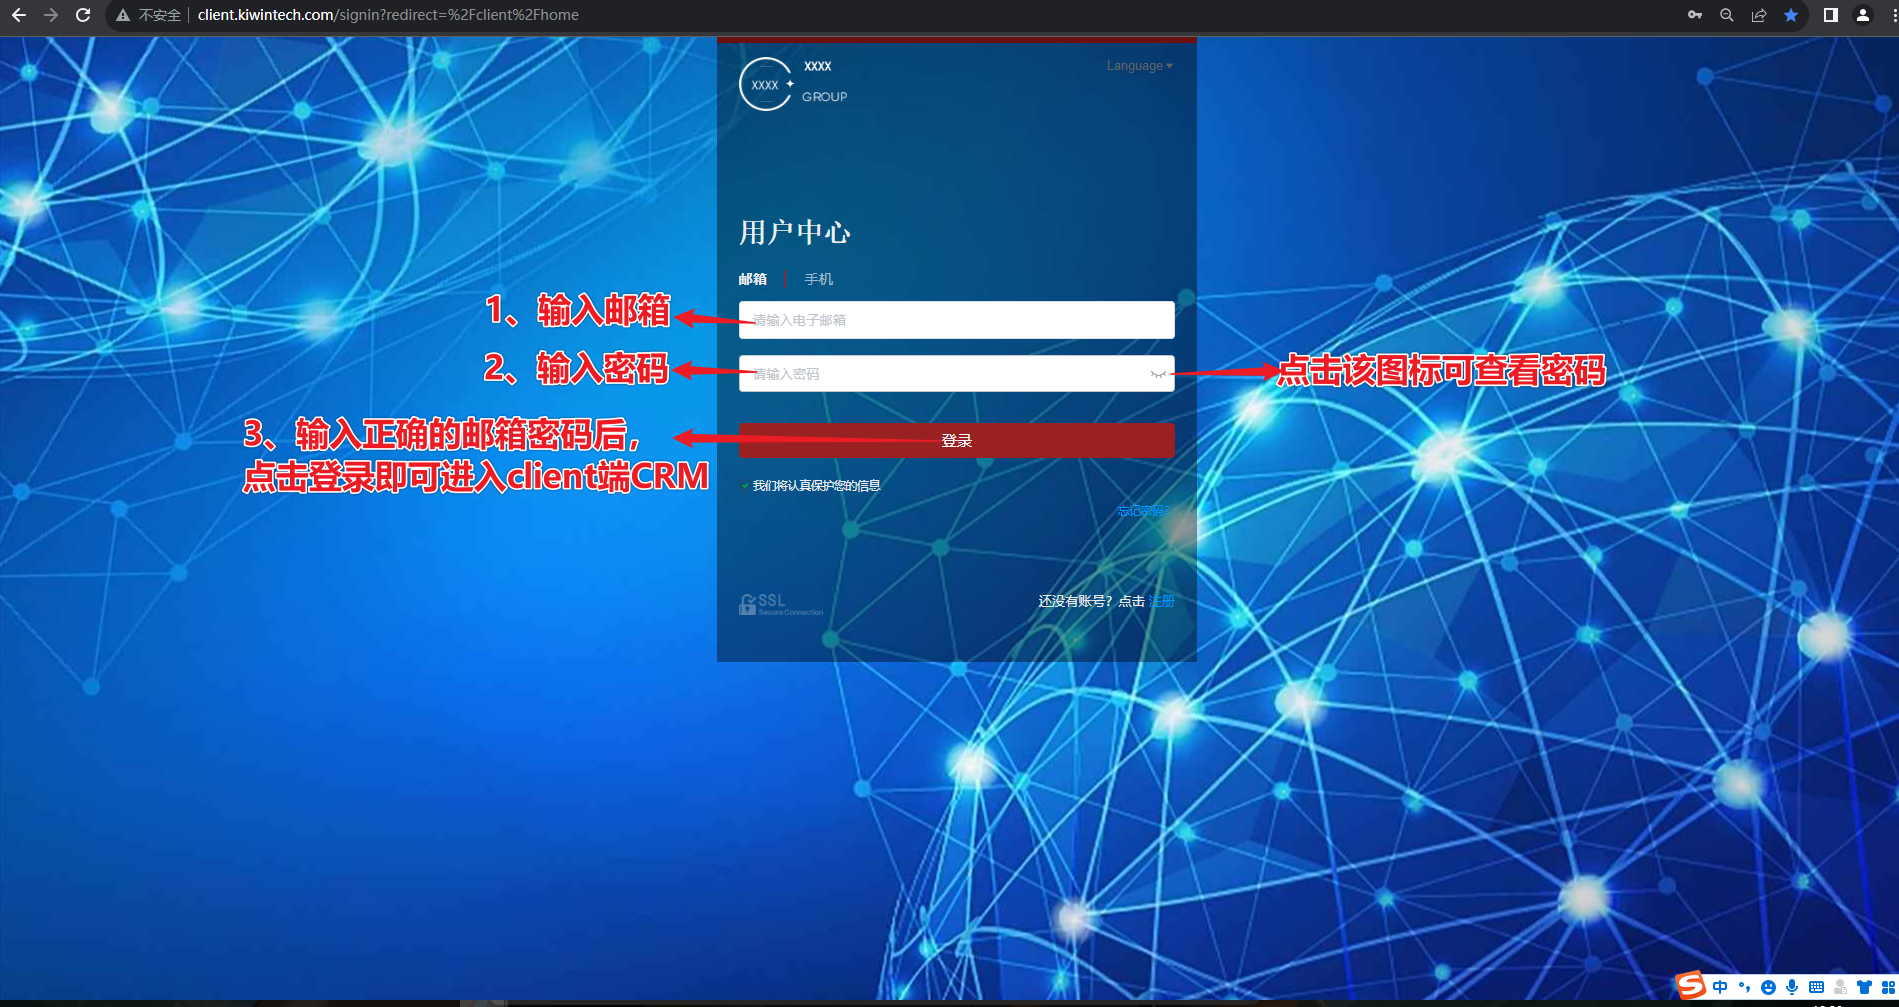 不安全 client.kiwintech.com/signin?redirect=%2Fclient%2Fhome
XXXX
XXXX
GROUP
Language
用户中心
邮箱 手机
1、输入邮箱
请输入电子邮箱
2、输入密码
请输入密码
点击该图标可查看密码
3、输入正确的邮箱密码后，
点击登录即可进入client端CRM
登录
我们将认真保护您的信息
忘记密码?
SSL
Secure Connection
还没有账号？点击 注册
S 中